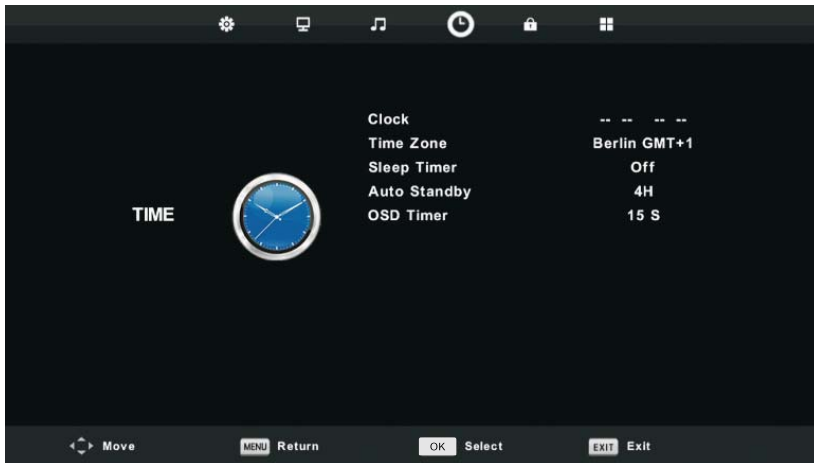 Clock -- -- -- --
Time Zone Berlin GMT+1
Sleep Timer Off
Auto Standby 4H
TIME
OSD Timer 15 S
Move MENU Return OK Select EXIT Exit